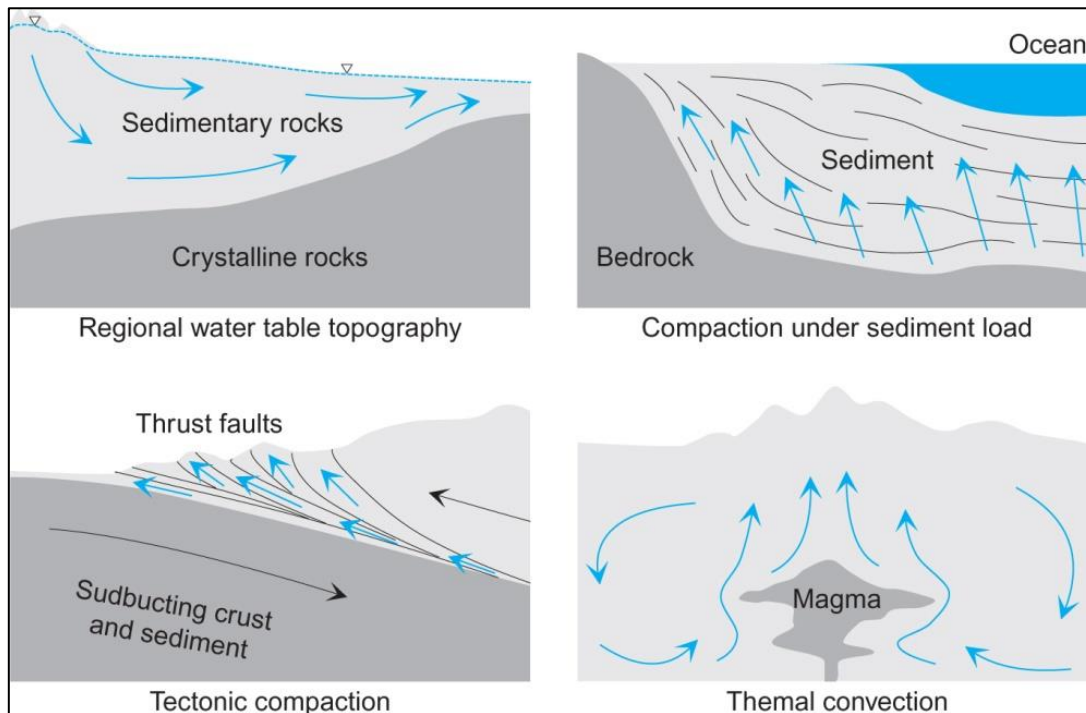 Ocean
Sedimentary rocks
Sediment
Crystalline rocks
Bedrock
Regional water table topography
Compaction under sediment load
Thrust faults
Magma
Sudbucting crust
and sediment
Tectonic compaction
Themal convection